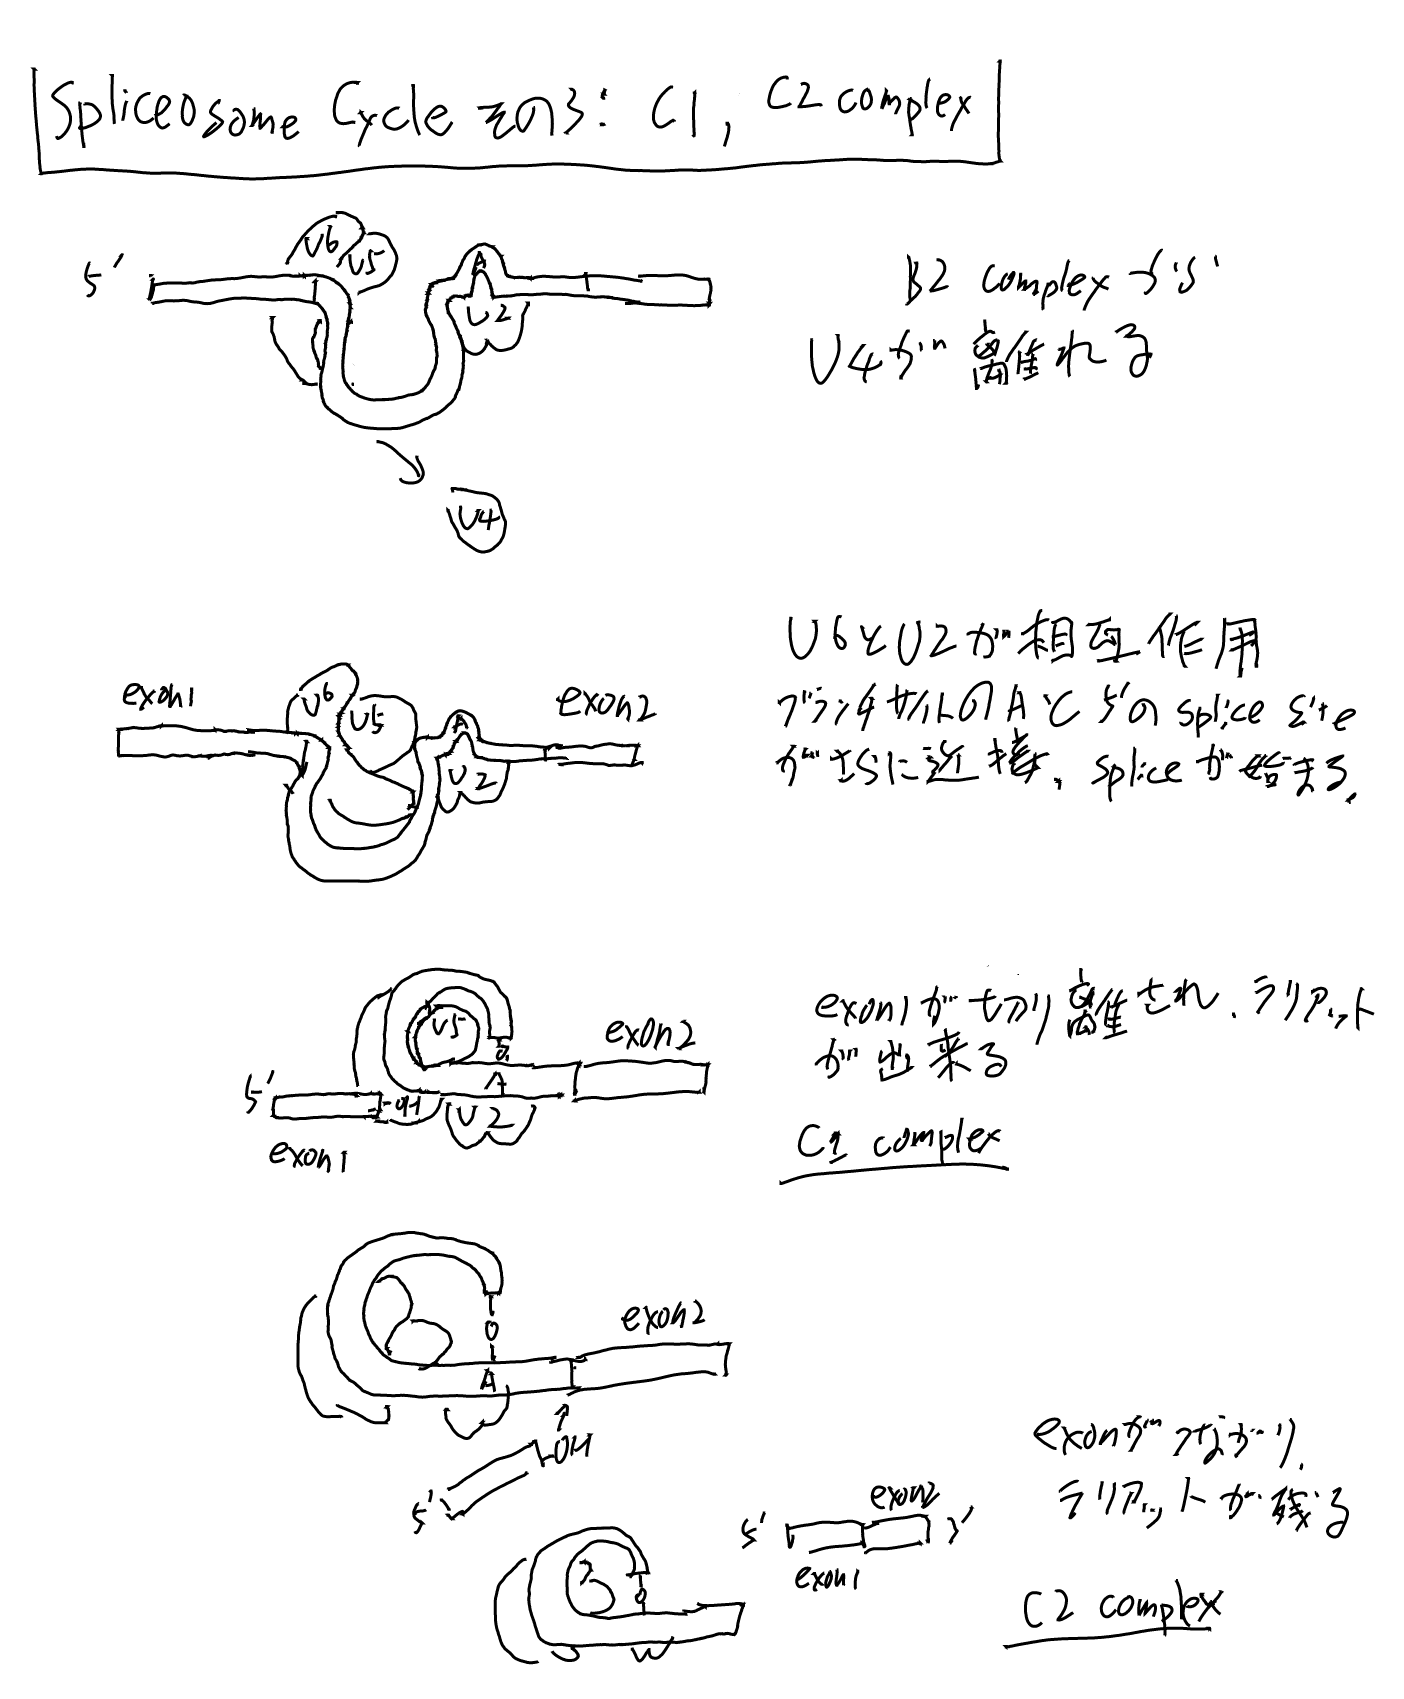 Spliceosome Cycle その3: C1, C2 complex
5'
U6
U5
A
U2
U4
B2 complexから
U4が離れる
exon1
U6
U5
A
U2
exon2
U6とU2が相互作用
ブランチサイトのAと5'のsplice site
がさらに近接、spliceが始まる。
U5
O
A
5'
-OH
U2
exon1
exon2
exon1が切り離され、ラリアット
が出来る
C1 complex
O
A
exon2
-OH
5'
O
5'
exon2
3'
exon1
exonがつながり、
ラリアットが残る
C2 complex